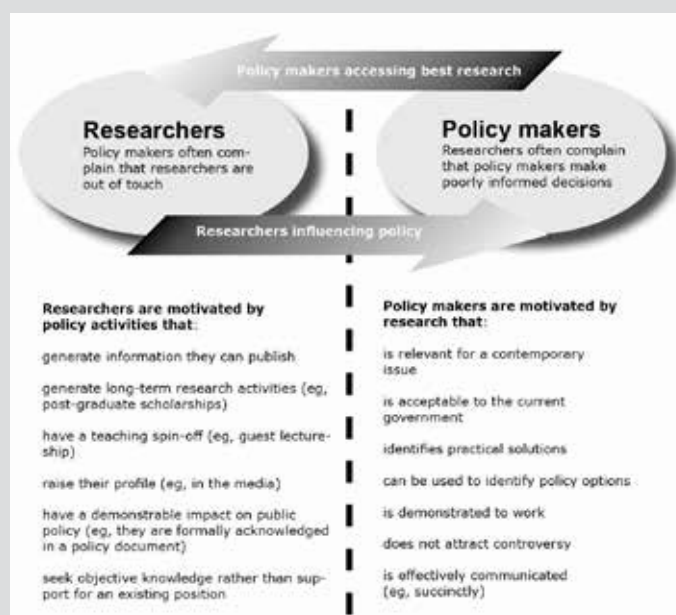 Policy makers accessing best research
Researchers
Policy makers often com-
plain that researchers are
out of touch
Policy makers
Researchers often complain
that policy makers make
poorly informed decisions
Researchers influencing policy
Researchers are motivated by
policy activities that:
generate information they can publish
generate long-term research activities (eg,
post-graduate scholarships)
have a teaching spin-off (eg, guest lecture-
ship)
raise their profile (eg, in the media)
have a demonstrable impact on public
policy (eg, they are formally acknowledged
in a policy document)
seek objective knowledge rather than sup-
port for an existing position
Policy makers are motivated by
research that:
is relevant for a contemporary
issue
is acceptable to the current
government
identifies practical solutions
can be used to identify policy options
is demonstrated to work
does not attract controversy
is effectively communicated
(eg, succinctly)